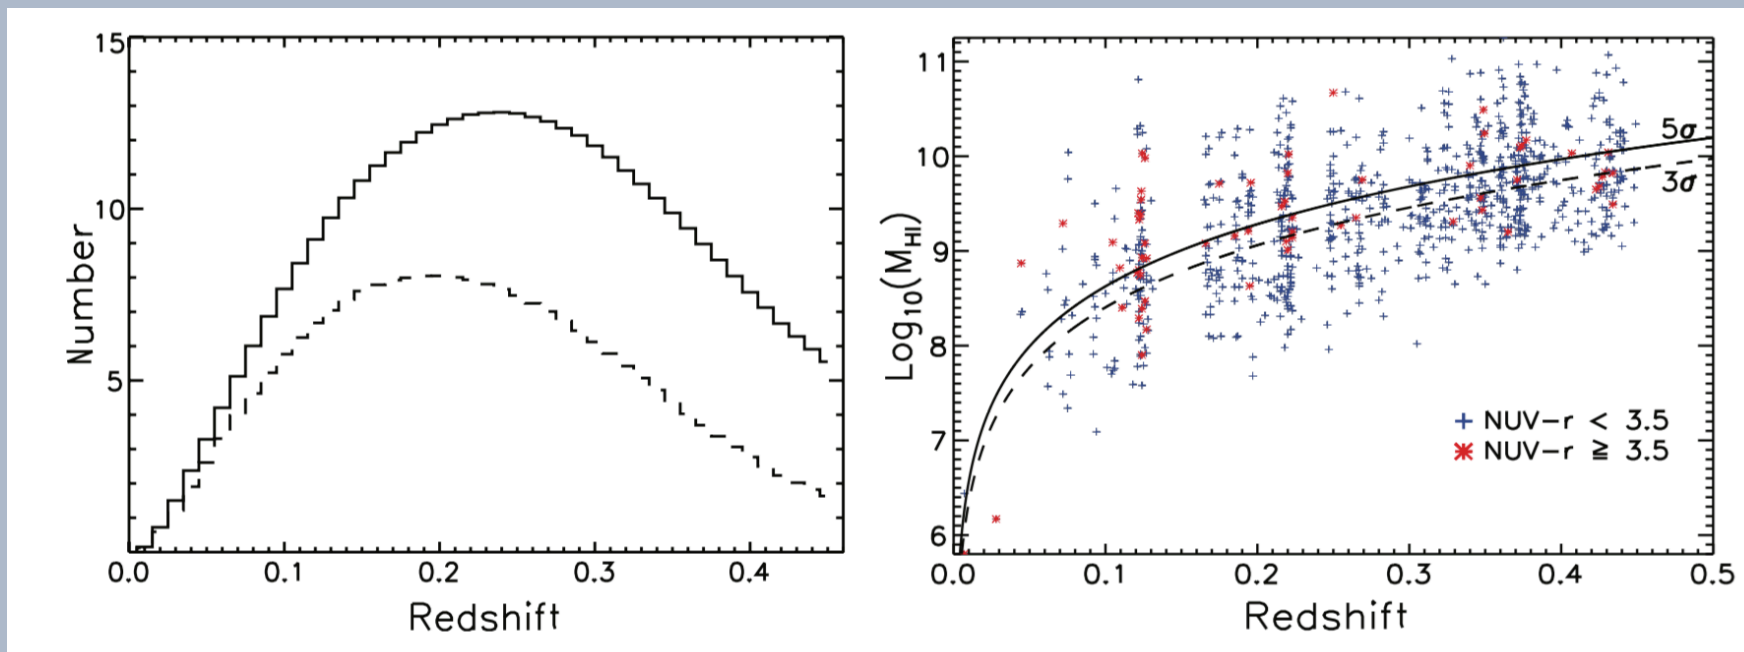 15
10
5
0.0 0.1 0.2 0.3 0.4
Number
Redshift
11
10
9
8
7
6
0.0 0.1 0.2 0.3 0.4 0.5
Log10(MHI)
Redshift
5σ
3σ
NUV−r < 3.5
NUV−r ≧ 3.5